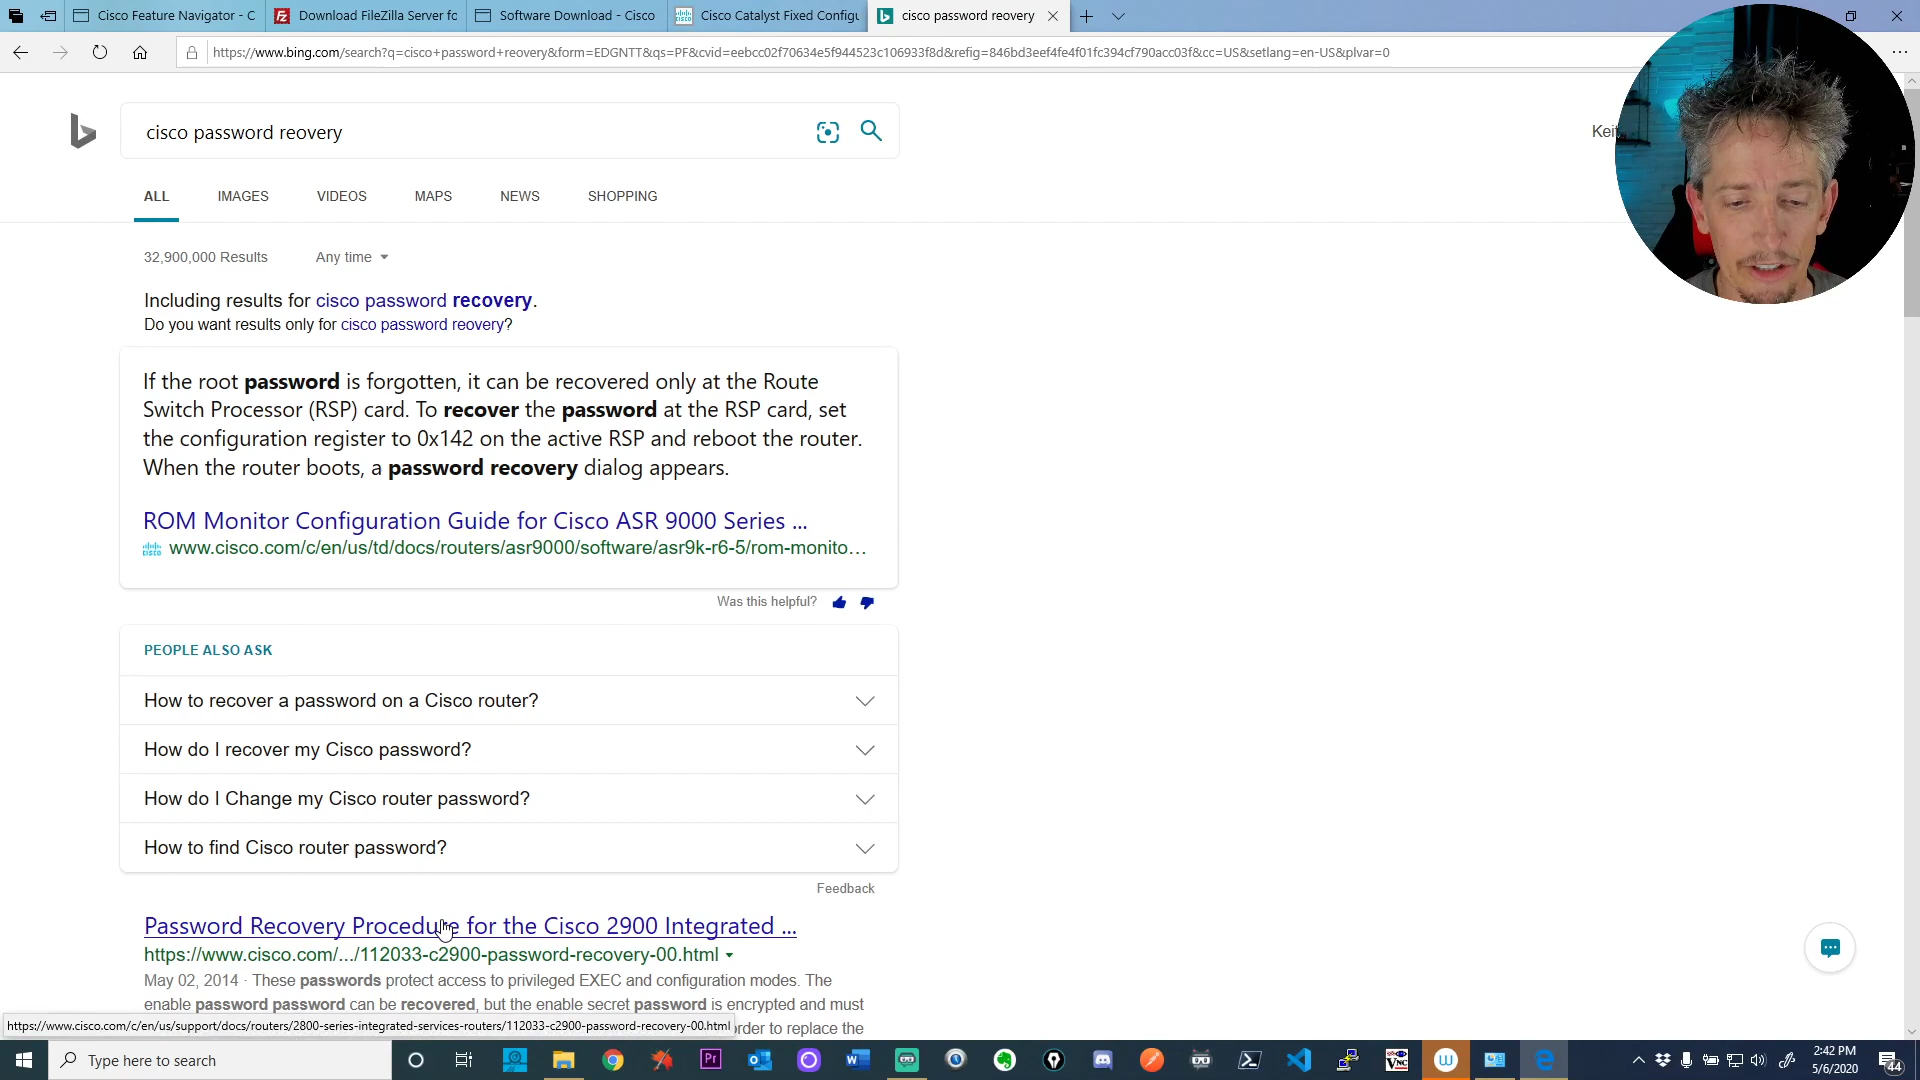 Cisco Feature Navigator - C
Download FileZilla Server fo
Software Download - Cisco
Cisco Catalyst Fixed Configu
cisco password reovery
https://www.bing.com/search?q=cisco+password+reovery&form=EDGNTT&qs=PF&cvid=eebcc02f70634e5f944523c106933f8d&refig=846bd3eef4fe4f01fc394cf790acc03f&cc=US&setlang=en-US&plvar=0
cisco password reovery
Keit
ALL IMAGES VIDEOS MAPS NEWS SHOPPING
32,900,000 Results Any time
Including results for cisco password recovery.
Do you want results only for cisco password reovery?
If the root password is forgotten, it can be recovered only at the Route
Switch Processor (RSP) card. To recover the password at the RSP card, set
the configuration register to 0x142 on the active RSP and reboot the router.
When the router boots, a password recovery dialog appears.
ROM Monitor Configuration Guide for Cisco ASR 9000 Series ...
www.cisco.com/c/en/us/td/docs/routers/asr9000/software/asr9k-r6-5/rom-monito…
Was this helpful?
PEOPLE ALSO ASK
How to recover a password on a Cisco router?
How do I recover my Cisco password?
How do I Change my Cisco router password?
How to find Cisco router password?
Feedback
Password Recovery Procedure for the Cisco 2900 Integrated ...
https://www.cisco.com/.../112033-c2900-password-recovery-00.html
May 02, 2014 · These passwords protect access to privileged EXEC and configuration modes. The
enable password password can be recovered, but the enable secret password is encrypted and must
https://www.cisco.com/c/en/us/support/docs/routers/2800-series-integrated-services-routers/112033-c2900-password-recovery-00.html
order to replace the
Type here to search
2:42 PM
5/6/2020
44